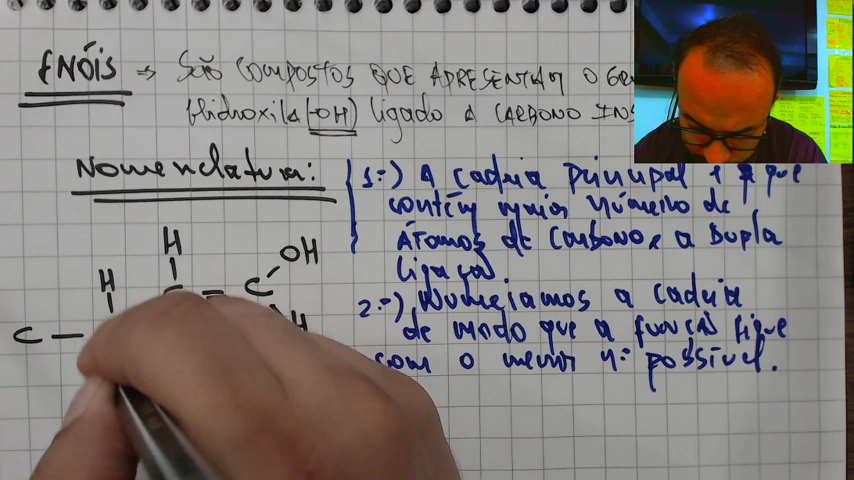 ENÓIS => São compostos que apresentam o
Hidroxila (-OH) ligado a carbono
Nomenclatura:
1:-) A cadeia principal é a que
contém maior número de
átomos de carbono, e a dupla
ligação.
2:-) Numeramos a cadeia
de modo que a função fique
com o menor nº possível.
H
OH
H
C
C
C —
H